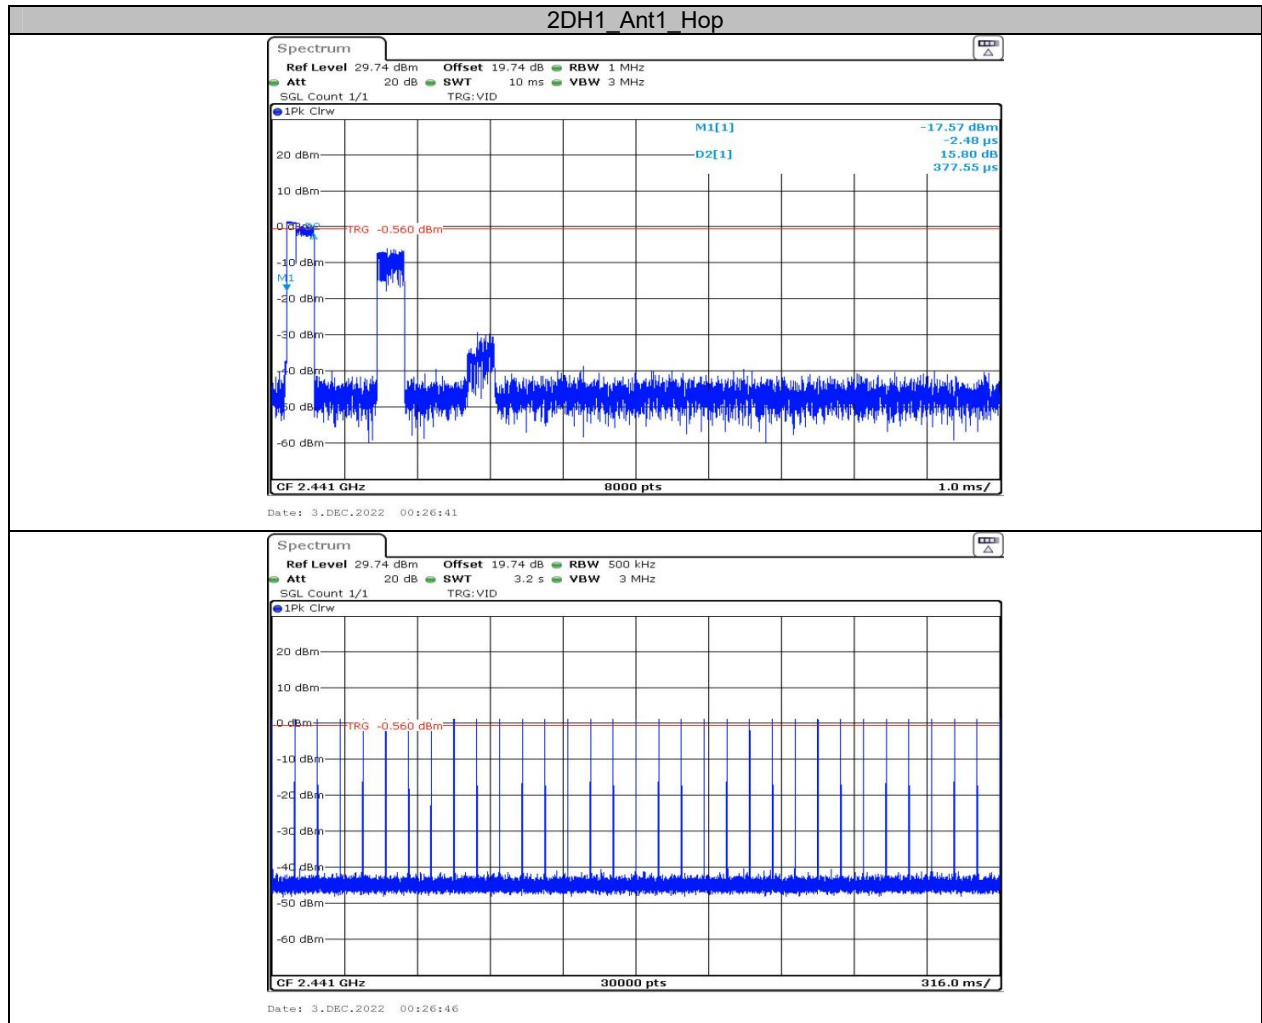 2DH1_Ant1_Hop
Spectrum
Ref Level 29.74 dBm Offset 19.74 dB RBW 1 MHz
Att 20 dB SWT 10 ms VBW 3 MHz
SGL Count 1/1 TRG:VID
1Pk Clrw
M1[1] -17.57 dBm
-2.48 µs
20 dBm
D2[1] 15.80 dB
377.55 µs
10 dBm
0 dBm
TRG -0.560 dBm
-10 dBm
M1
-20 dBm
-30 dBm
-40 dBm
-50 dBm
-60 dBm
CF 2.441 GHz 8000 pts 1.0 ms/
Date: 3.DEC.2022 00:26:41
Spectrum
Ref Level 29.74 dBm Offset 19.74 dB RBW 500 kHz
Att 20 dB SWT 3.2 s VBW 3 MHz
SGL Count 1/1 TRG:VID
1Pk Clrw
20 dBm
10 dBm
0 dBm
TRG -0.560 dBm
-10 dBm
-20 dBm
-30 dBm
-40 dBm
-50 dBm
-60 dBm
CF 2.441 GHz 30000 pts 316.0 ms/
Date: 3.DEC.2022 00:26:46